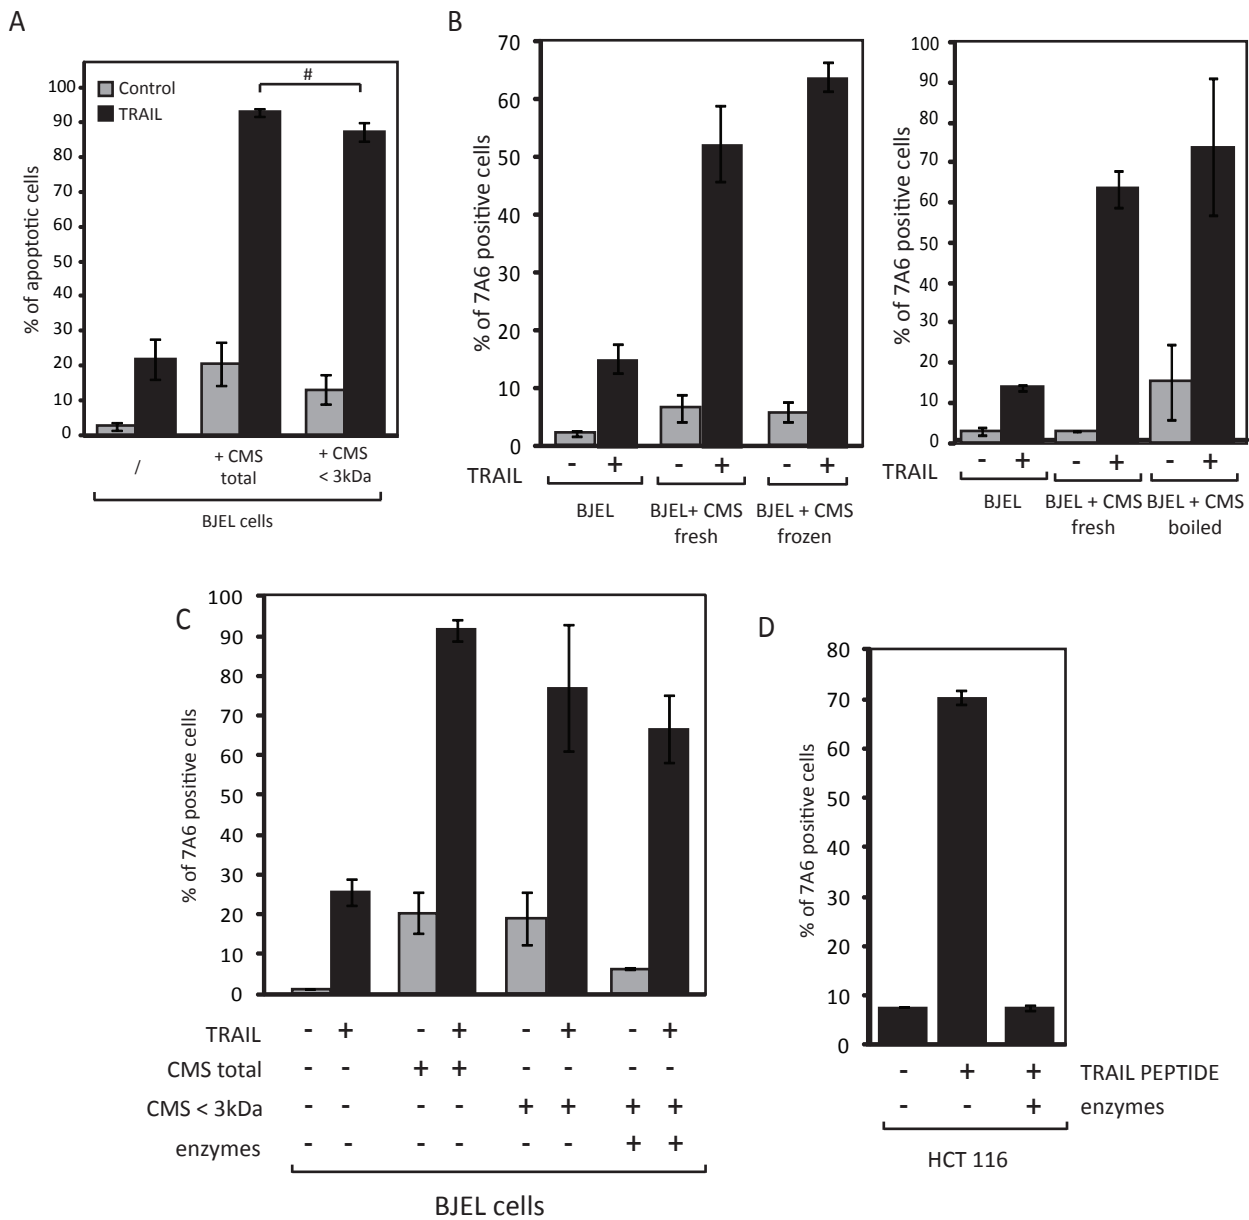 A
B
#
Control
TRAIL
% of apoptotic cells
100
90
80
70
60
50
40
30
20
10
0
/
+ CMS
total
+ CMS
< 3kDa
BJEL cells
% of 7A6 positive cells
70
60
50
40
30
20
10
0
TRAIL
- + - + - +
BJEL
BJEL+ CMS
fresh
BJEL + CMS
frozen
% of 7A6 positive cells
100
90
80
70
60
50
40
30
20
10
0
TRAIL
- + - + - +
BJEL
BJEL + CMS
fresh
BJEL + CMS
boiled
C
% of 7A6 positive cells
100
90
80
70
60
50
40
30
20
10
0
TRAIL - + - + - + - +
CMS total - - + + - - - -
CMS < 3kDa - - - - + + + +
enzymes - - - - - - + +
BJEL cells
D
% of 7A6 positive cells
80
70
60
50
40
30
20
10
0
- + + TRAIL PEPTIDE
- - + enzymes
HCT 116